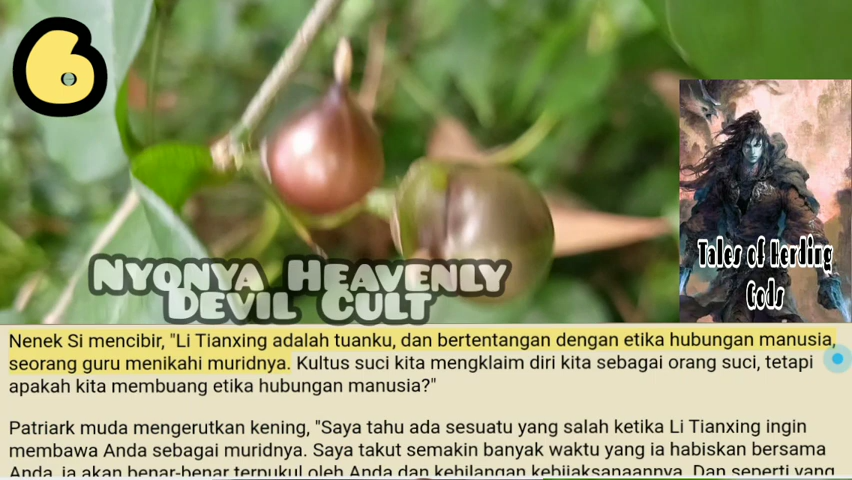 6
Tales of Herding
Gods
NYONYA HEAVENLY
DEVIL CULT
Nenek Si mencibir, "Li Tianxing adalah tuanku, dan bertentangan dengan etika hubungan manusia,
seorang guru menikahi muridnya. Kultus suci kita mengklaim diri kita sebagai orang suci, tetapi
apakah kita membuang etika hubungan manusia?"
Patriark muda mengerutkan kening, "Saya tahu ada sesuatu yang salah ketika Li Tianxing ingin
membawa Anda sebagai muridnya. Saya takut semakin banyak waktu yang ia habiskan bersama
Anda, ia akan benar-benar terpukul oleh Anda dan kehilangan kebijaksanaannya. Dan seperti yang